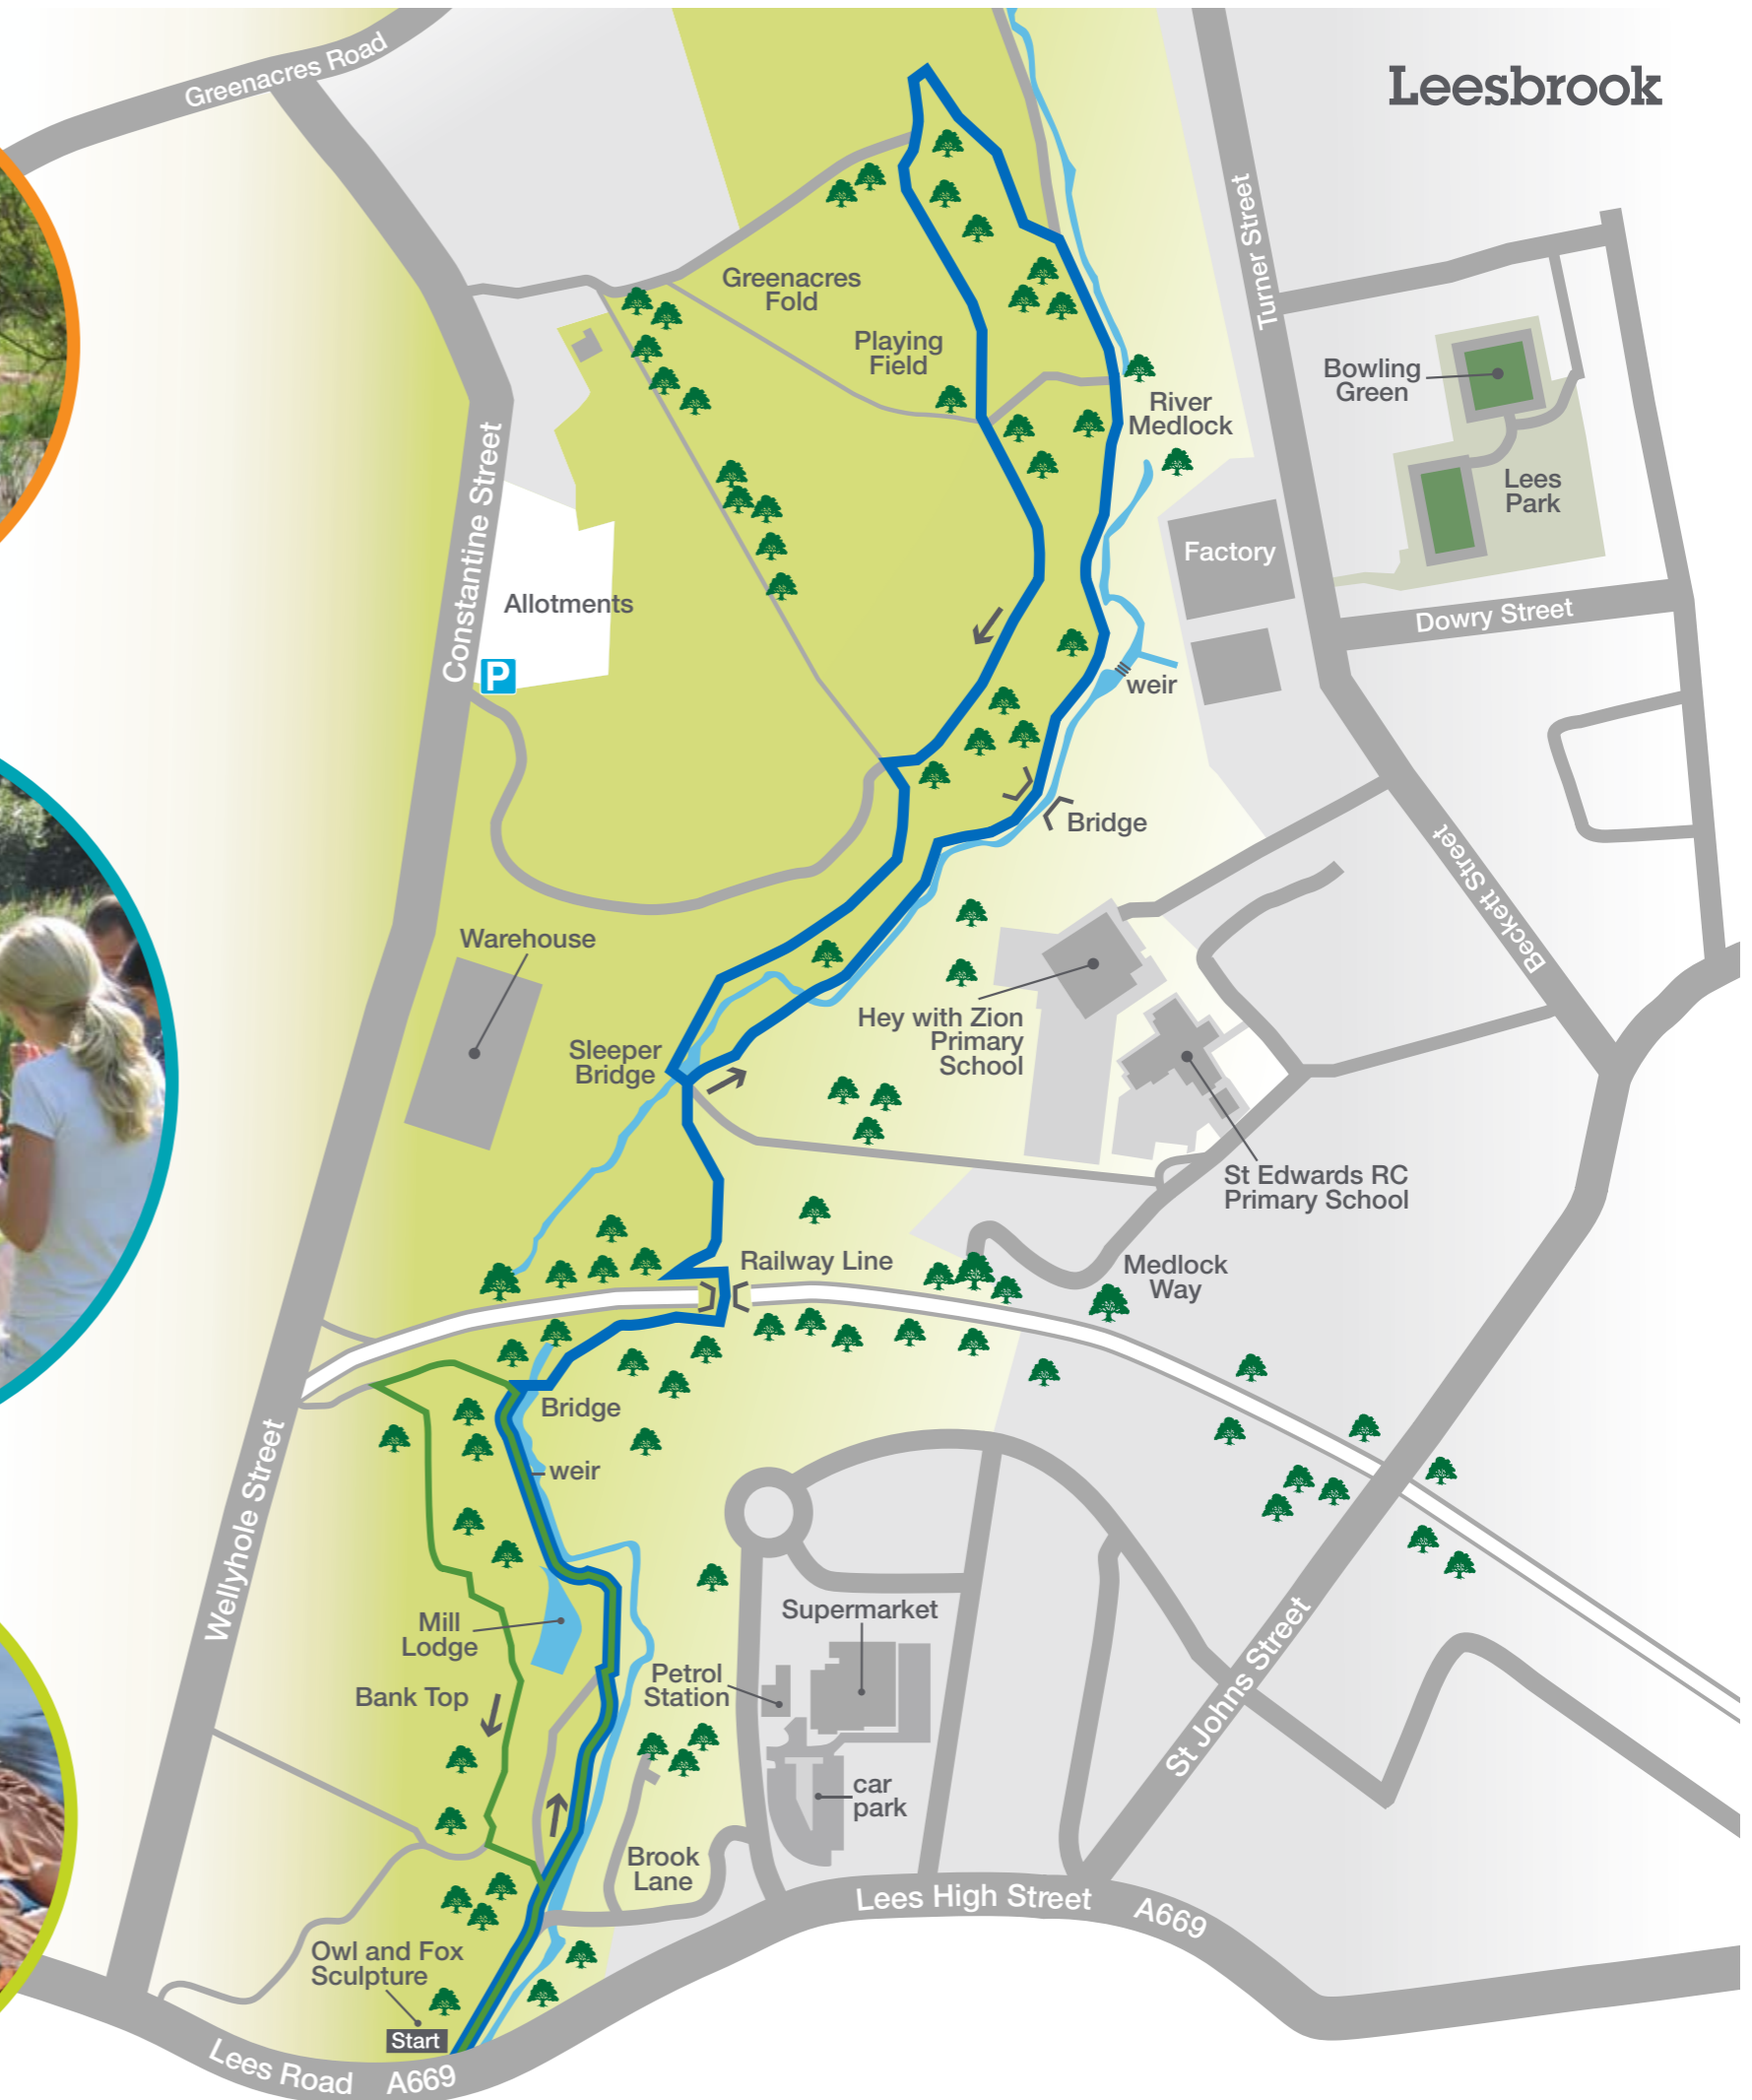 Leesbrook
Greenacres Road
Turner Street
Greenacres
Fold
Playing
Field
Bowling
Green
River
Medlock
Lees
Park
Constantine Street
Factory
Allotments
Dowry Street
P
weir
Bridge
Beckett Street
Warehouse
Hey with Zion
Primary
School
Sleeper
Bridge
St Edwards RC
Primary School
Railway Line
Medlock
Way
Bridge
weir
Wellyhole Street
Mill
Lodge
Supermarket
Petrol
Station
Bank Top
St Johns Street
car
park
Brook
Lane
Lees High Street A669
Owl and Fox
Sculpture
Start
Lees Road A669